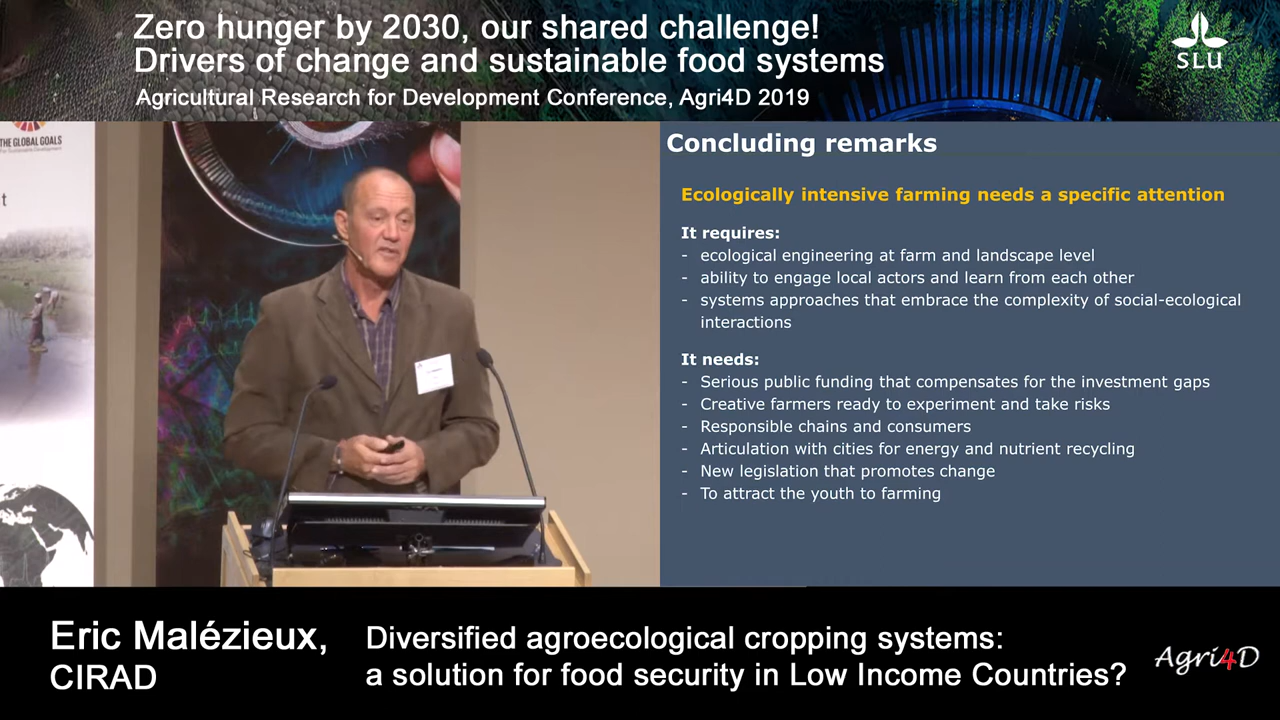 Zero hunger by 2030, our shared challenge!
Drivers of change and sustainable food systems
Agricultural Research for Development Conference, Agri4D 2019
SLU
THE GLOBAL GOALS
For Sustainable Development
t
Concluding remarks
Ecologically intensive farming needs a specific attention
It requires:
- ecological engineering at farm and landscape level
- ability to engage local actors and learn from each other
- systems approaches that embrace the complexity of social-ecological
interactions
It needs:
- Serious public funding that compensates for the investment gaps
- Creative farmers ready to experiment and take risks
- Responsible chains and consumers
- Articulation with cities for energy and nutrient recycling
- New legislation that promotes change
- To attract the youth to farming
Eric Malézieux,
CIRAD
Diversified agroecological cropping systems:
a solution for food security in Low Income Countries?
Agri4D